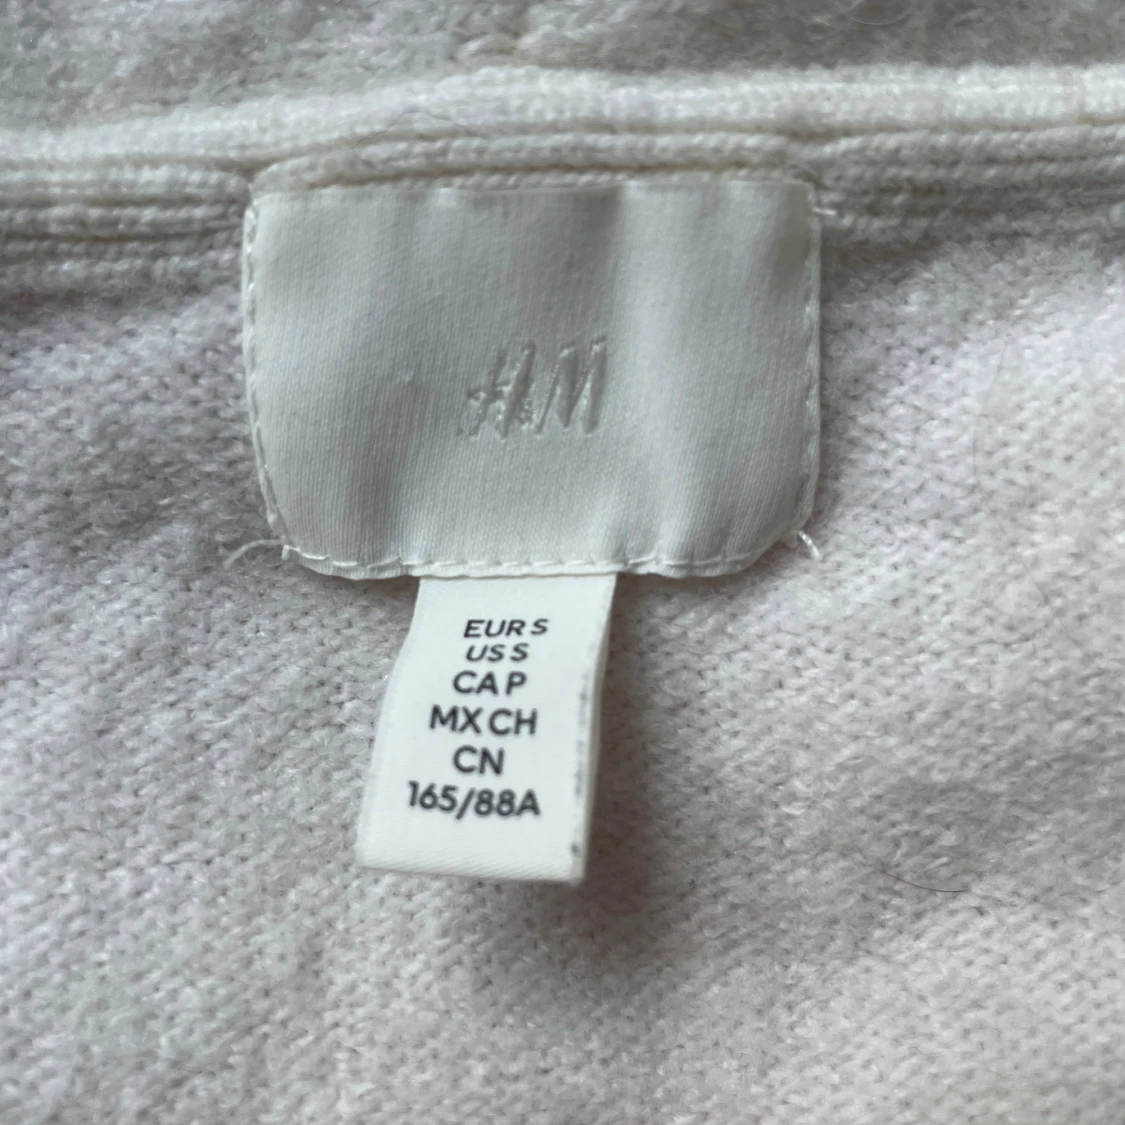 H&M
EUR S
US S
CA P
MX CH
CN
165/88A